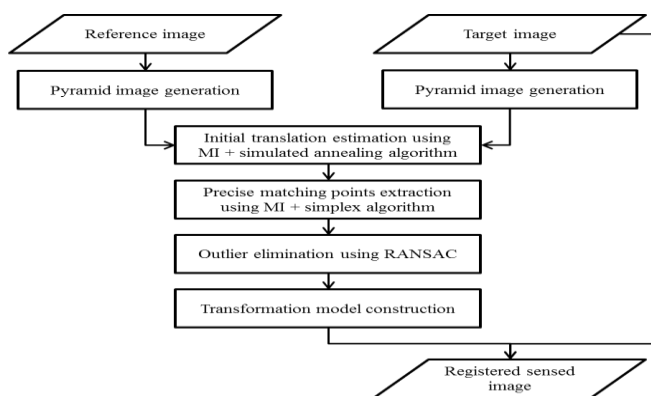 Reference image
Target image
Pyramid image generation
Pyramid image generation
Initial translation estimation using
MI + simulated annealing algorithm
Precise matching points extraction
using MI + simplex algorithm
Outlier elimination using RANSAC
Transformation model construction
Registered sensed
image